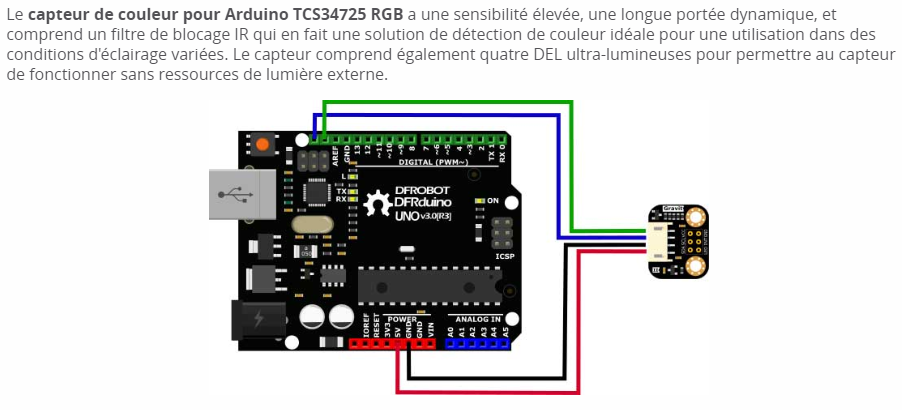 Le capteur de couleur pour Arduino TCS34725 RGB a une sensibilité élevée, une longue portée dynamique, et
comprend un filtre de blocage IR qui en fait une solution de détection de couleur idéale pour une utilisation dans des
conditions d'éclairage variées. Le capteur comprend également quatre DEL ultra-lumineuses pour permettre au capteur
de fonctionner sans ressources de lumière externe.
AREF
GND
13
12
~11
~10
~9
8
7
~6
~5
4
~3
2
TX 1
RX 0
DIGITAL (PWM~)
L
TX
RX
DFROBOT
DFRduino
UNO v3.0[R3]
ON
ICSP
Gravit
POWER
ANALOG IN
IOREF
RESET
3V3
5V
GND
GND
VIN
A0
A1
A2
A3
A4
A5